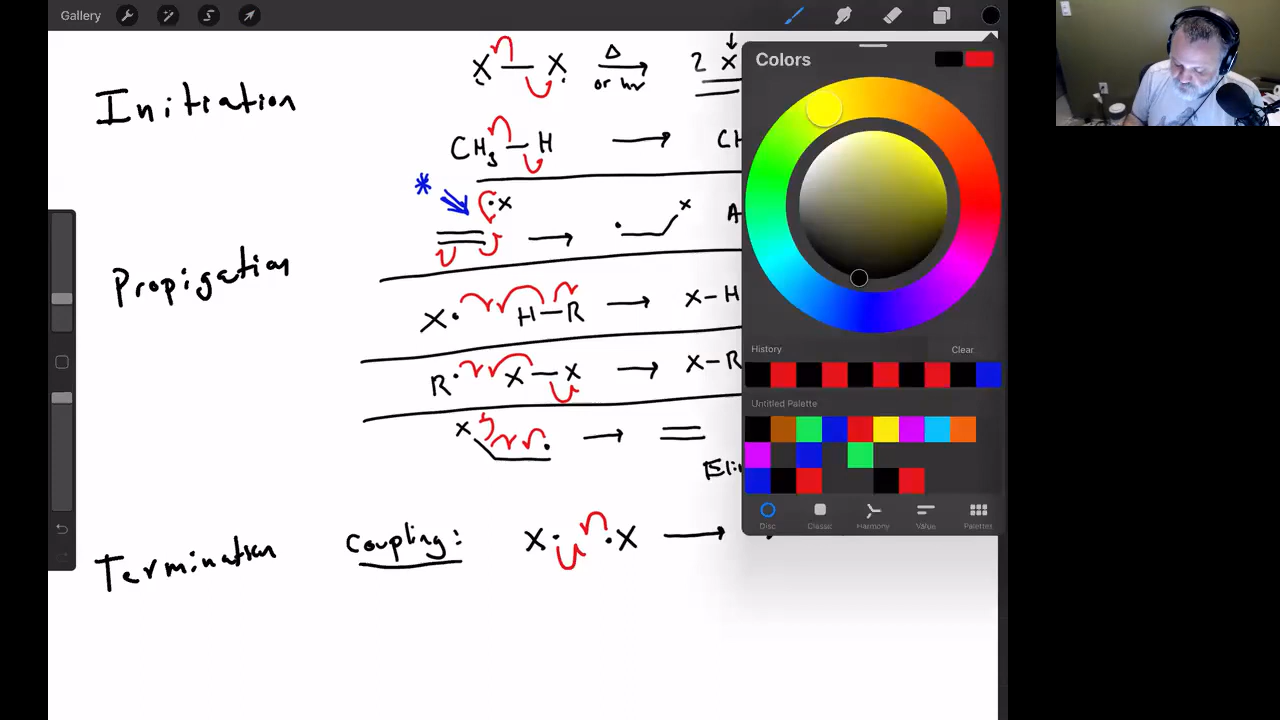 Gallery
Colors
Initiation
X — X Δ or hν 2 X
CH3 — H → CH
* •X
→ • X A
Propigation
X• H—R → X-H
R• X—X → X-R
X • → =
Eli
Termination Coupling: X• •X →
History Clear
Untitled Palette
Disc Classic Harmony Value Palettes